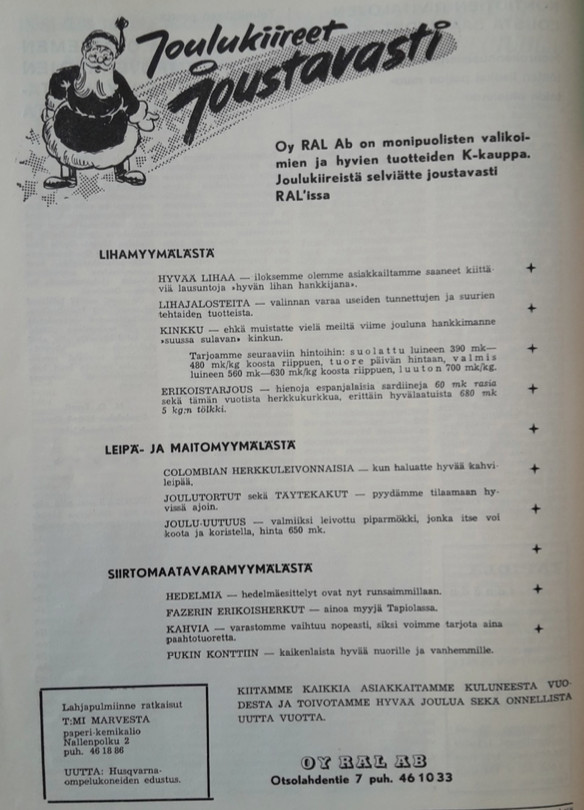 Joulukiireet
joustavasti
Oy RAL Ab on monipuolisten valikoi-
mien ja hyvien tuotteiden K-kauppa.
Joulukiireistä selviätte joustavasti
RAL'issa
LIHAMYYMÄLÄSTÄ
HYVÄÄ LIHAA — iloksemme olemme asiakkailtamme saaneet kiittä-
viä lausuntoja »hyvän lihan hankkijana».
LIHAJALOSTEITA — valinnan varaa useiden tunnettujen ja suurien
tehtaiden tuotteista.
KINKKU — ehkä muistatte vielä meiltä viime jouluna hankkimanne
»suussa sulavan» kinkun.
Tarjoamme seuraaviin hintoihin: suolattu luineen 390 mk—
480 mk/kg koosta riippuen, tuore päivän hintaan, valmis
luineen 560 mk—630 mk/kg koosta riippuen, luuton 700 mk/kg.
ERIKOISTARJOUS — hienoja espanjalaisia sardiineja 60 mk rasia
sekä tämän vuotista herkkukurkkua, erittäin hyvälaatuista 680 mk
5 kg:n tölkki.
LEIPÄ- JA MAITOMYYMÄLÄSTÄ
COLOMBIAN HERKKULEIVONNAISIA — kun haluatte hyvää kahvi-
leipää.
JOULUTORTUT sekä TÄYTEKAKUT — pyydämme tilaamaan hy-
vissä ajoin.
JOULU-UUTUUS — valmiiksi leivottu piparmökki, jonka itse voi
koota ja koristella, hinta 650 mk.
SIIRTOMAATAVARAMYYMÄLÄSTÄ
HEDELMIÄ — hedelmäesittelyt ovat nyt runsaimmillaan.
FAZERIN ERIKOISHERKUT — ainoa myyjä Tapiolassa.
KAHVIA — varastomme vaihtuu nopeasti, siksi voimme tarjota aina
paahtotuoretta.
PUKIN KONTTIIN — kaikenlaista hyvää nuorille ja vanhemmille.
KIITÄMME KAIKKIA ASIAKKAITAMME KULUNEESTA VUO-
DESTA JA TOIVOTAMME HYVÄÄ JOULUA SEKÄ ONNELLISTA
UUTTA VUOTTA.
OY RAL AB
Otsolahdentie 7 puh. 46 10 33
Lahjapulmiinne ratkaisut
T:MI MARVESTA
paperi-kemikalio
Nallenpolku 2
puh. 46 18 86
UUTTA: Husqvarna-
ompelukoneiden edustus.